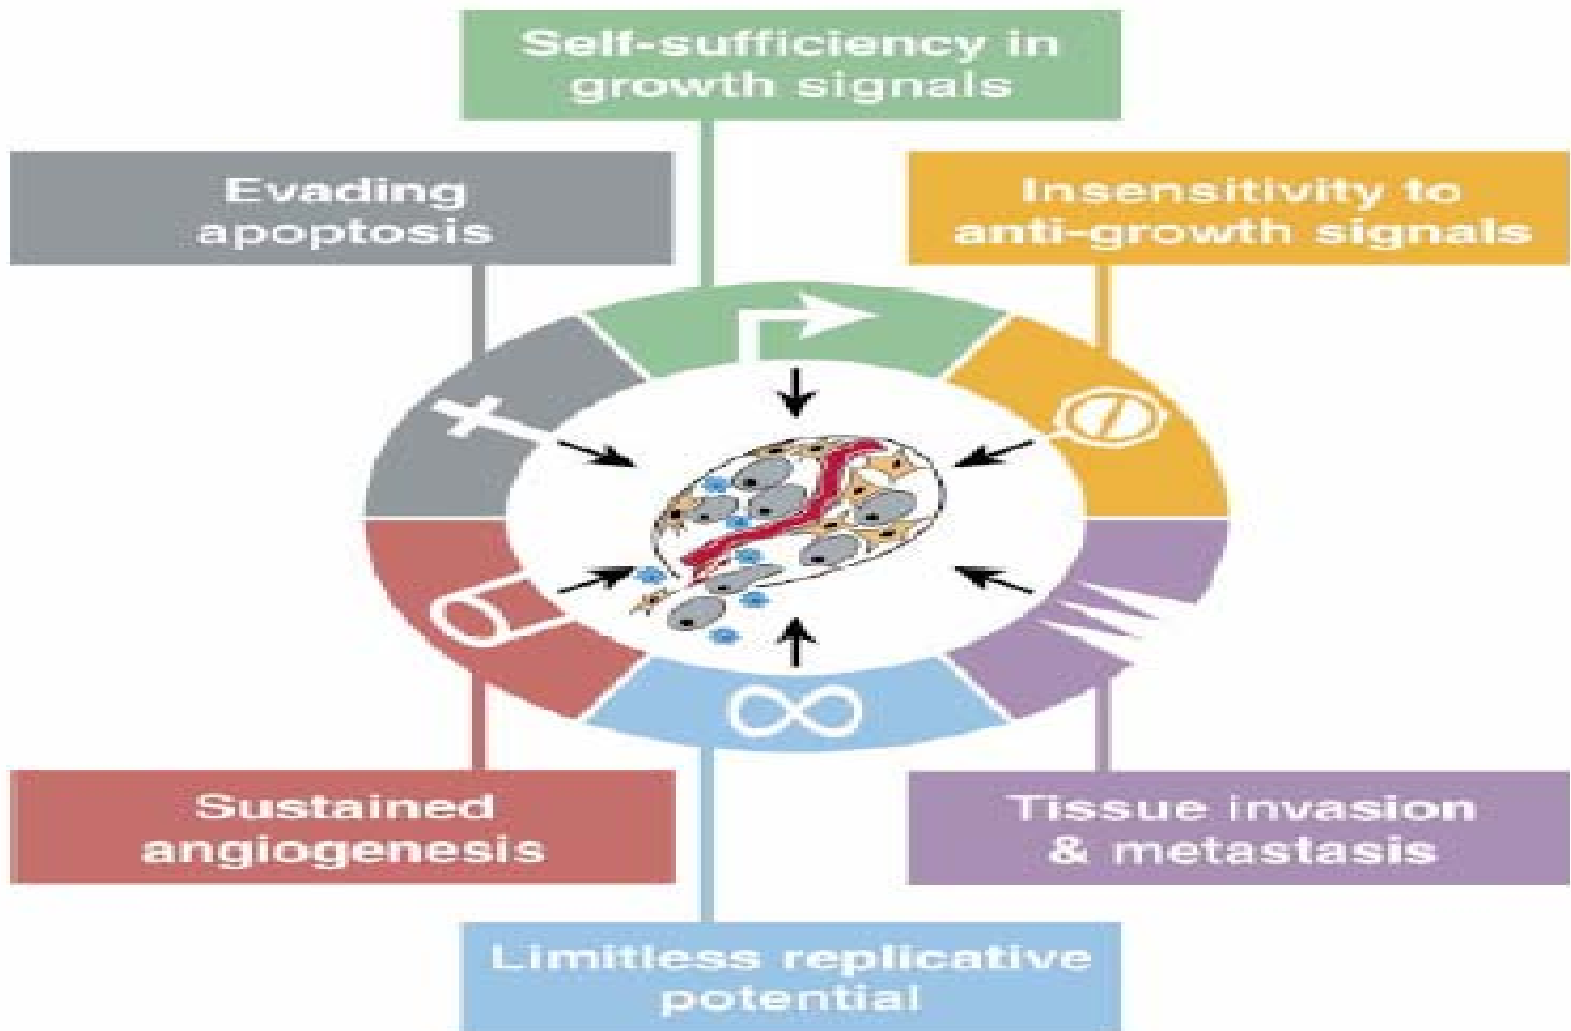 Self-sufficiency in
growth signals
Evading
apoptosis
Insensitivity to
anti-growth signals
Sustained
angiogenesis
Tissue invasion
& metastasis
Limitless replicative
potential